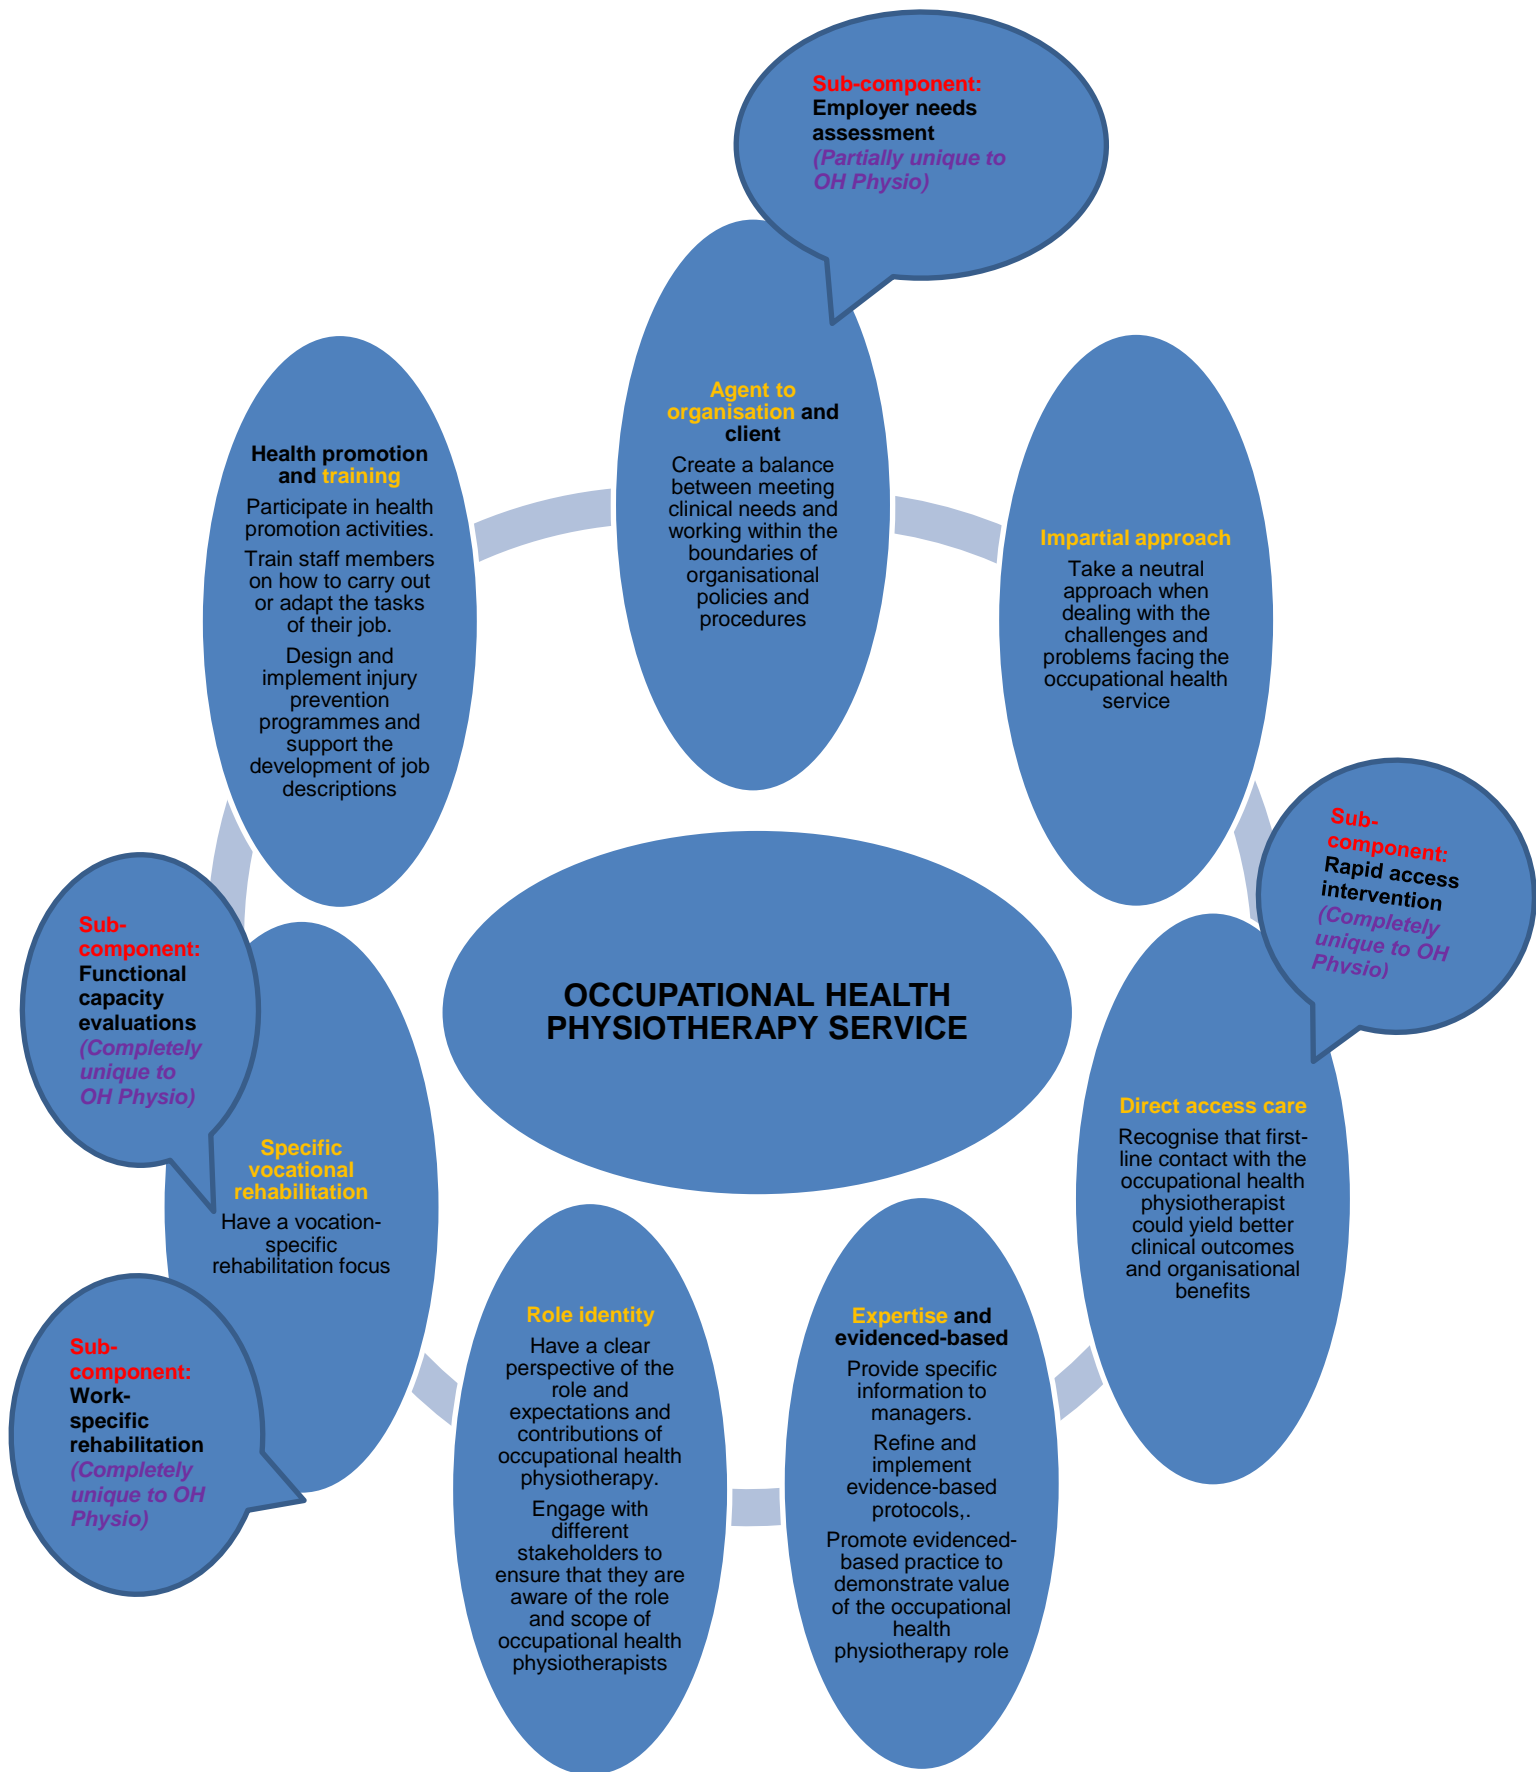 Sub-component:
Employer needs
assessment
(Partially unique to
OH Physio)
Agent to
organisation and
client
Create a balance
between meeting
clinical needs and
working within the
boundaries of
organisational
policies and
procedures
Impartial approach
Take a neutral
approach when
dealing with the
challenges and
problems facing the
occupational health
service
Sub-
component:
Rapid access
intervention
(Completely
unique to OH
Physio)
Direct access care
Recognise that first-
line contact with the
occupational health
physiotherapist
could yield better
clinical outcomes
and organisational
benefits
Expertise and
evidenced-based
Provide specific
information to
managers.
Refine and
implement
evidence-based
protocols,.
Promote evidenced-
based practice to
demonstrate value
of the occupational
health
physiotherapy role
Role identity
Have a clear
perspective of the
role and
expectations and
contributions of
occupational health
physiotherapy.
Engage with
different
stakeholders to
ensure that they are
aware of the role
and scope of
occupational health
physiotherapists
Sub-
component:
Work-
specific
rehabilitation
(Completely
unique to OH
Physio)
Specific
vocational
rehabilitation
Have a vocation-
specific
rehabilitation focus
Sub-
component:
Functional
capacity
evaluations
(Completely
unique to
OH Physio)
Health promotion
and training
Participate in health
promotion activities.
Train staff members
on how to carry out
or adapt the tasks
of their job.
Design and
implement injury
prevention
programmes and
support the
development of job
descriptions
OCCUPATIONAL HEALTH
PHYSIOTHERAPY SERVICE